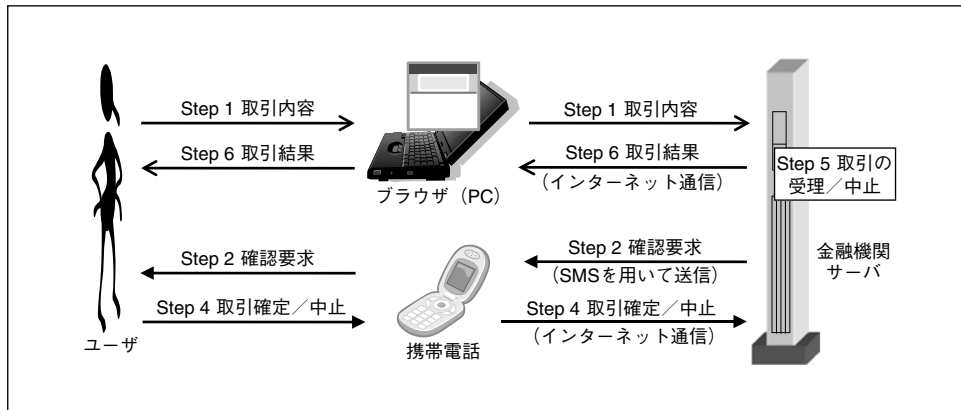 Step 1 取引内容
Step 1 取引内容
Step 6 取引結果
Step 6 取引結果
(インターネット通信)
Step 5 取引の
受理/中止
ブラウザ(PC)
Step 2 確認要求
Step 2 確認要求
(SMSを用いて送信)
金融機関
サーバ
Step 4 取引確定/中止
Step 4 取引確定/中止
(インターネット通信)
ユーザ
携帯電話